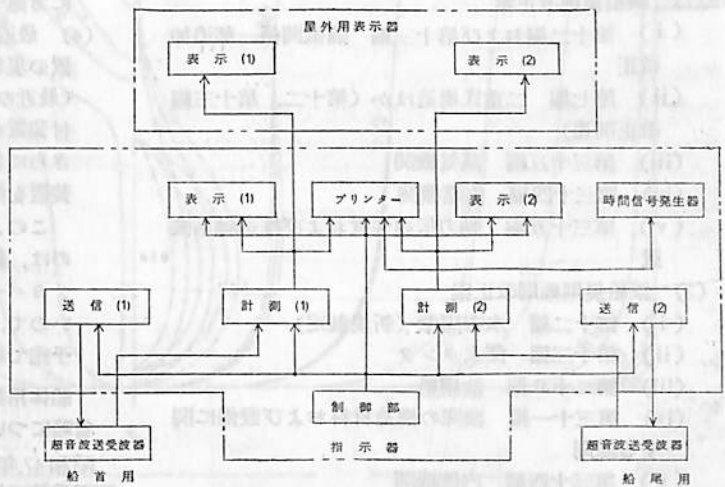 屋外用表示器
表示 (1)
表示 (2)
表示 (1)
プリンター
表示 (2)
時間信号発生器
送信 (1)
計測 (1)
計測 (2)
送信 (2)
制御部
指示器
超音波送受波器
船首用
超音波送受波器
船尾用